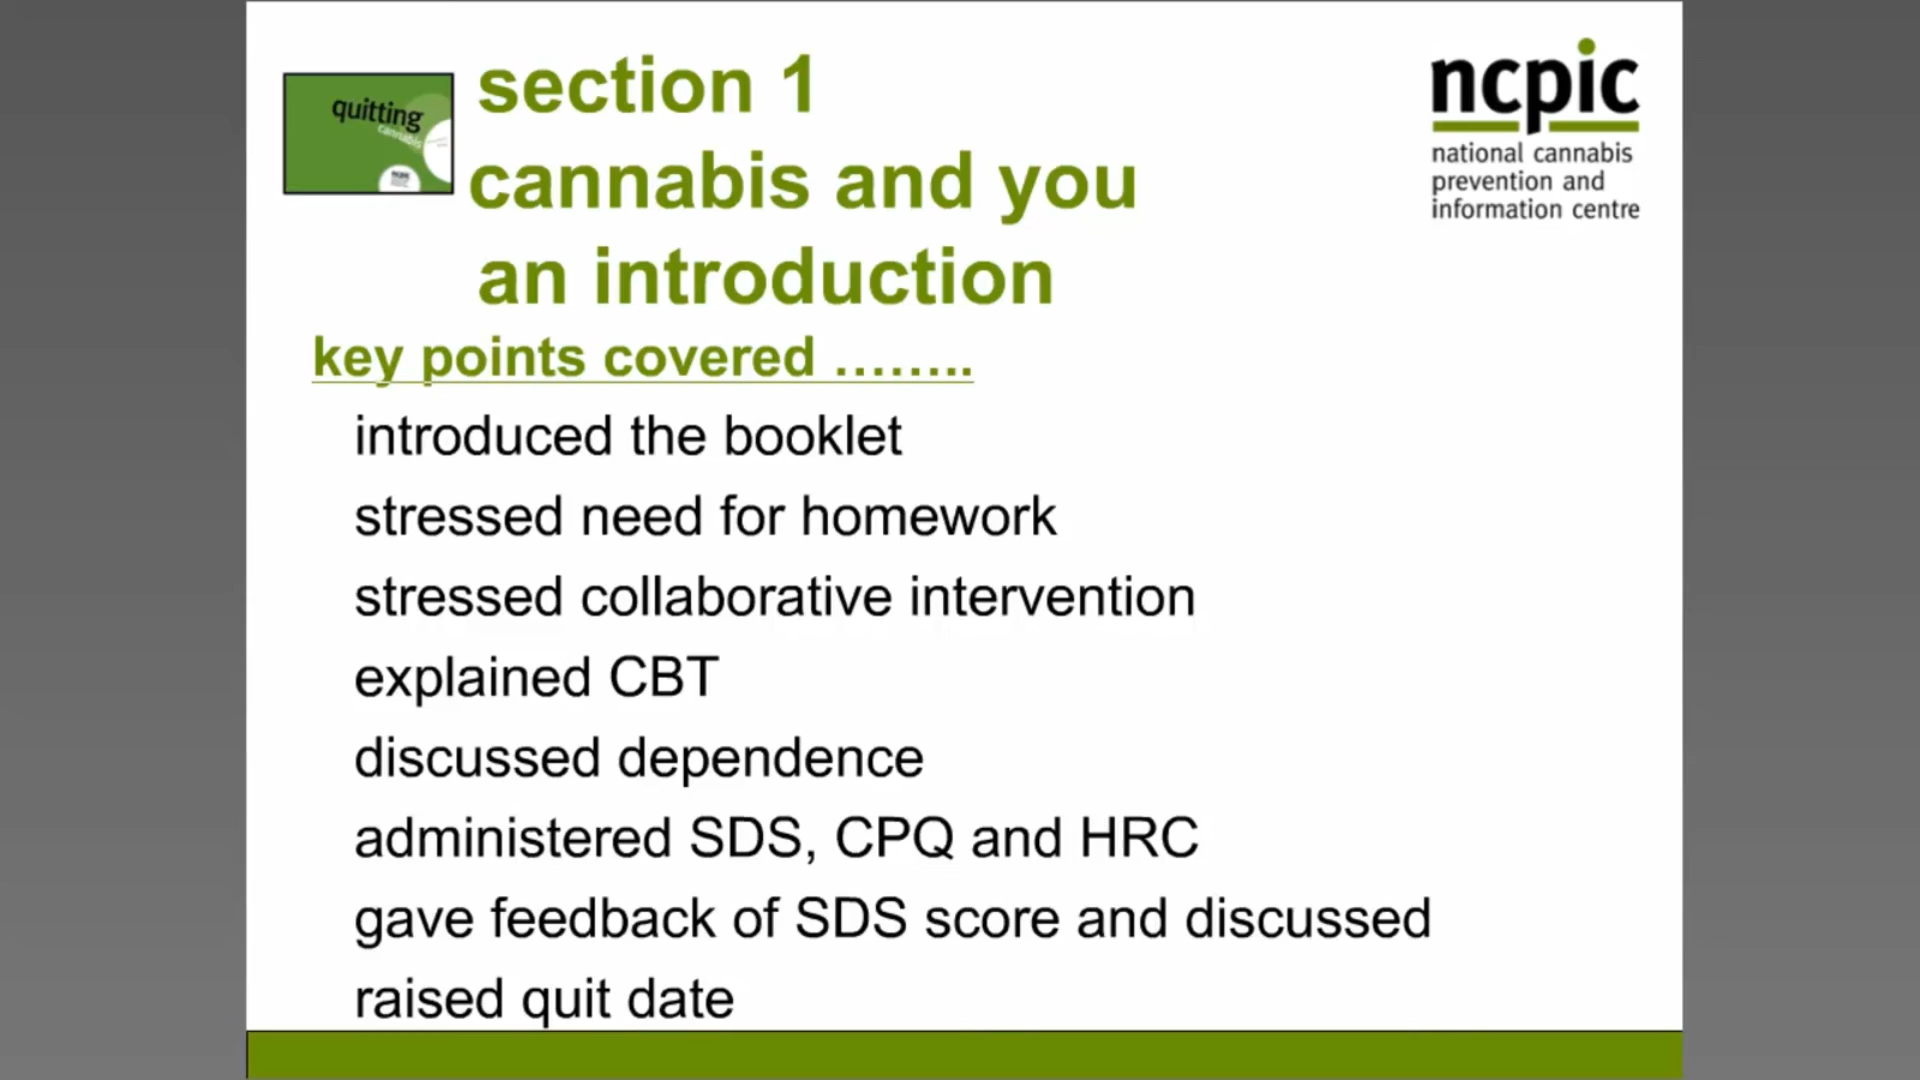 quitting
cannabis
section 1
cannabis and you
an introduction
ncpic
national cannabis
prevention and
information centre
key points covered ........
introduced the booklet
stressed need for homework
stressed collaborative intervention
explained CBT
discussed dependence
administered SDS, CPQ and HRC
gave feedback of SDS score and discussed
raised quit date